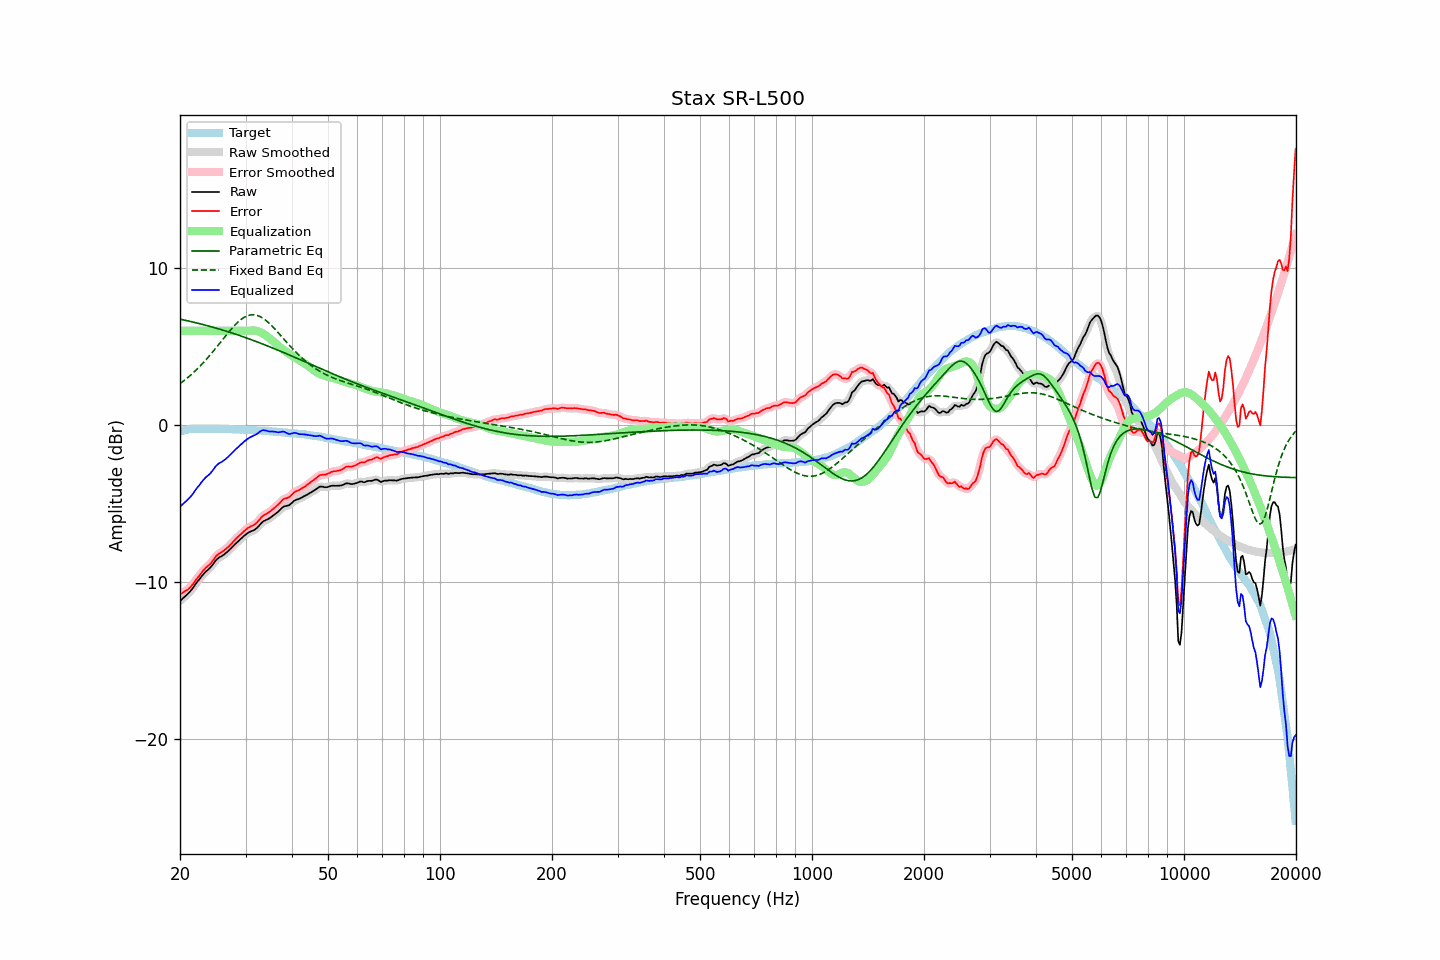 Stax SR-L500
Target
Raw Smoothed
Error Smoothed
Raw
Error
Equalization
Parametric Eq
Fixed Band Eq
Equalized
10
0
−10
−20
Amplitude (dBr)
20 50 100 200 500 1000 2000 5000 10000 20000
Frequency (Hz)